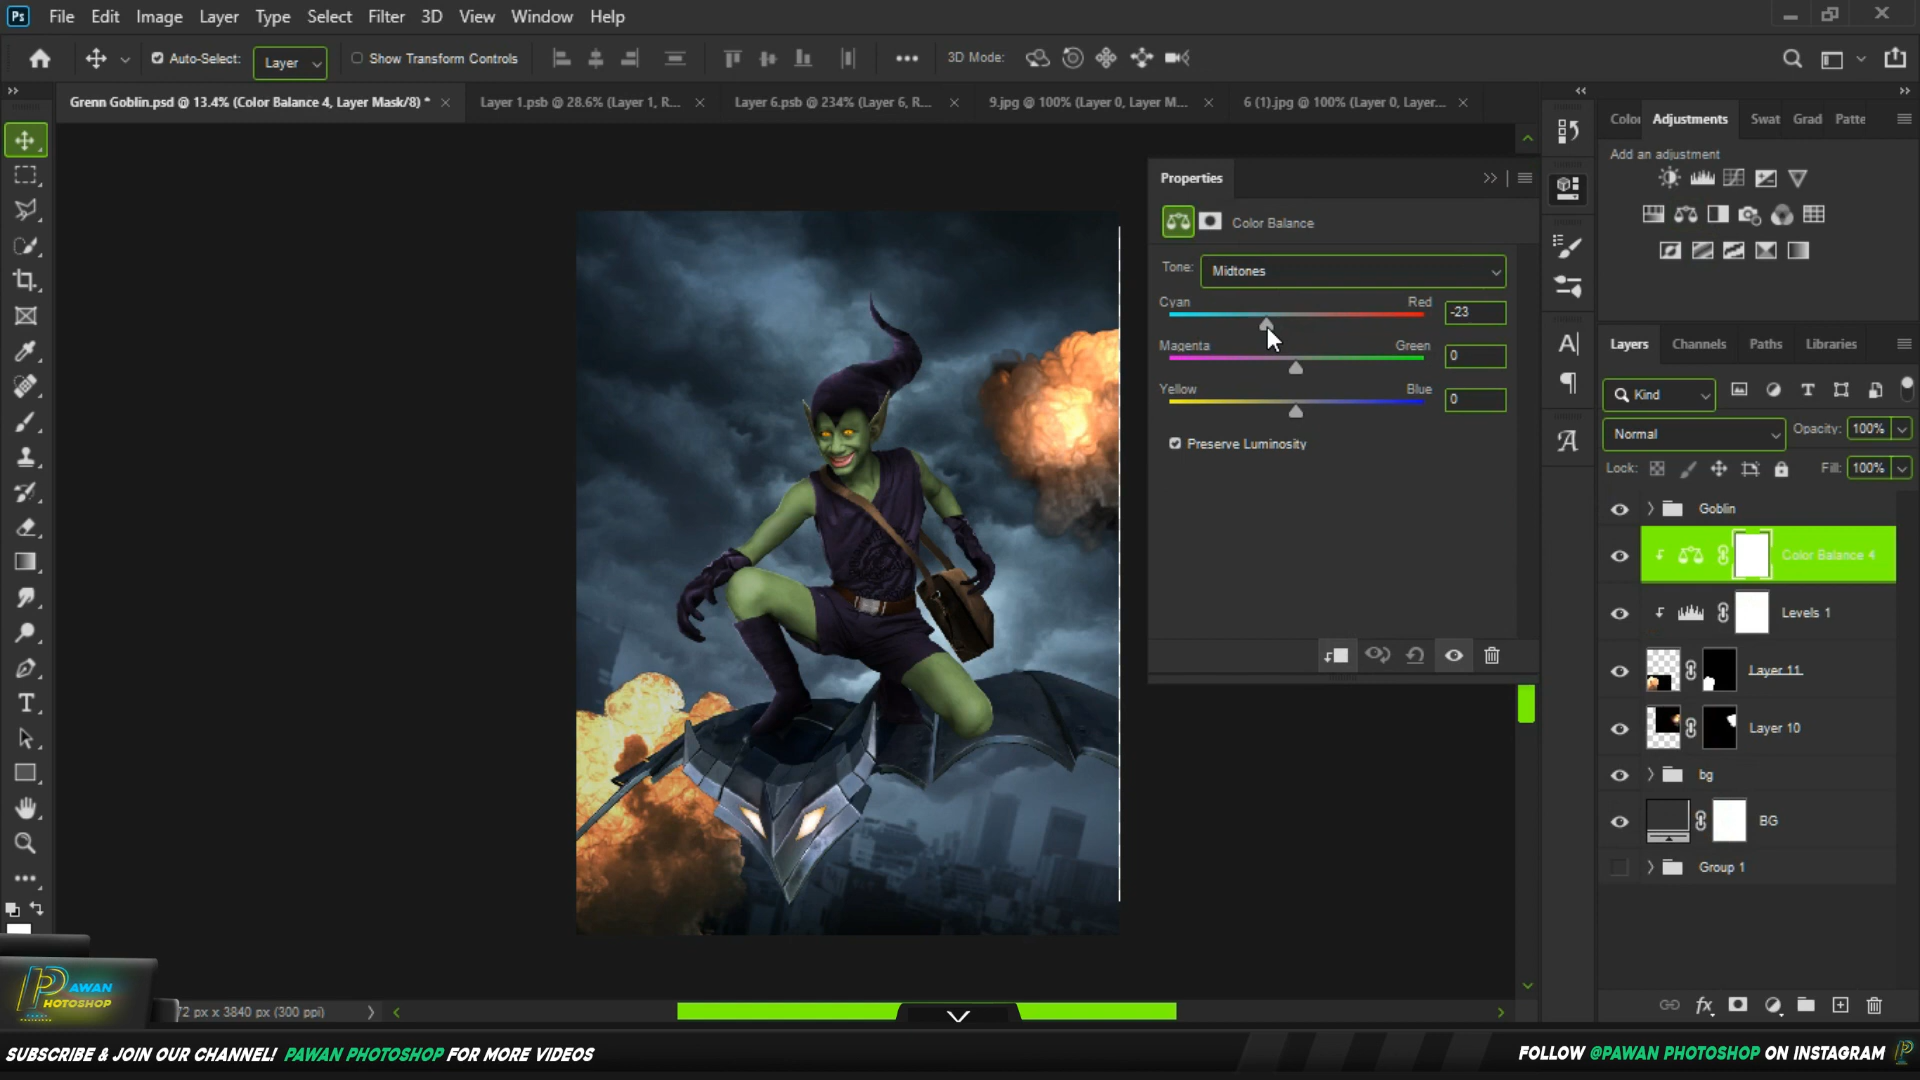 Ps File Edit Image Layer Type Select Filter 3D View Window Help
Auto-Select: Layer Show Transform Controls 3D Mode:
Grenn Goblin.psd @ 13.4% (Color Balance 4, Layer Mask/8) *
Layer 1.psb @ 28.6% (Layer 1, R...
Layer 6.psb @ 234% (Layer 6, R...
9.jpg @ 100% (Layer 0, Layer M...
6 (1).jpg @ 100% (Layer 0, Layer...
Properties
Color Balance
Tone: Midtones
Cyan Red -23
Magenta Green 0
Yellow Blue 0
Preserve Luminosity
Color Adjustments Swat Grad Patte
Add an adjustment
Layers Channels Paths Libraries
Kind
Normal Opacity: 100%
Lock: Fill: 100%
Goblin
Color Balance 4
Levels 1
Layer 11
Layer 10
bg
BG
Group 1
PAWAN
PHOTOSHOP
72 px x 3840 px (300 ppi)
SUBSCRIBE & JOIN OUR CHANNEL! PAWAN PHOTOSHOP FOR MORE VIDEOS
FOLLOW @PAWAN PHOTOSHOP ON INSTAGRAM